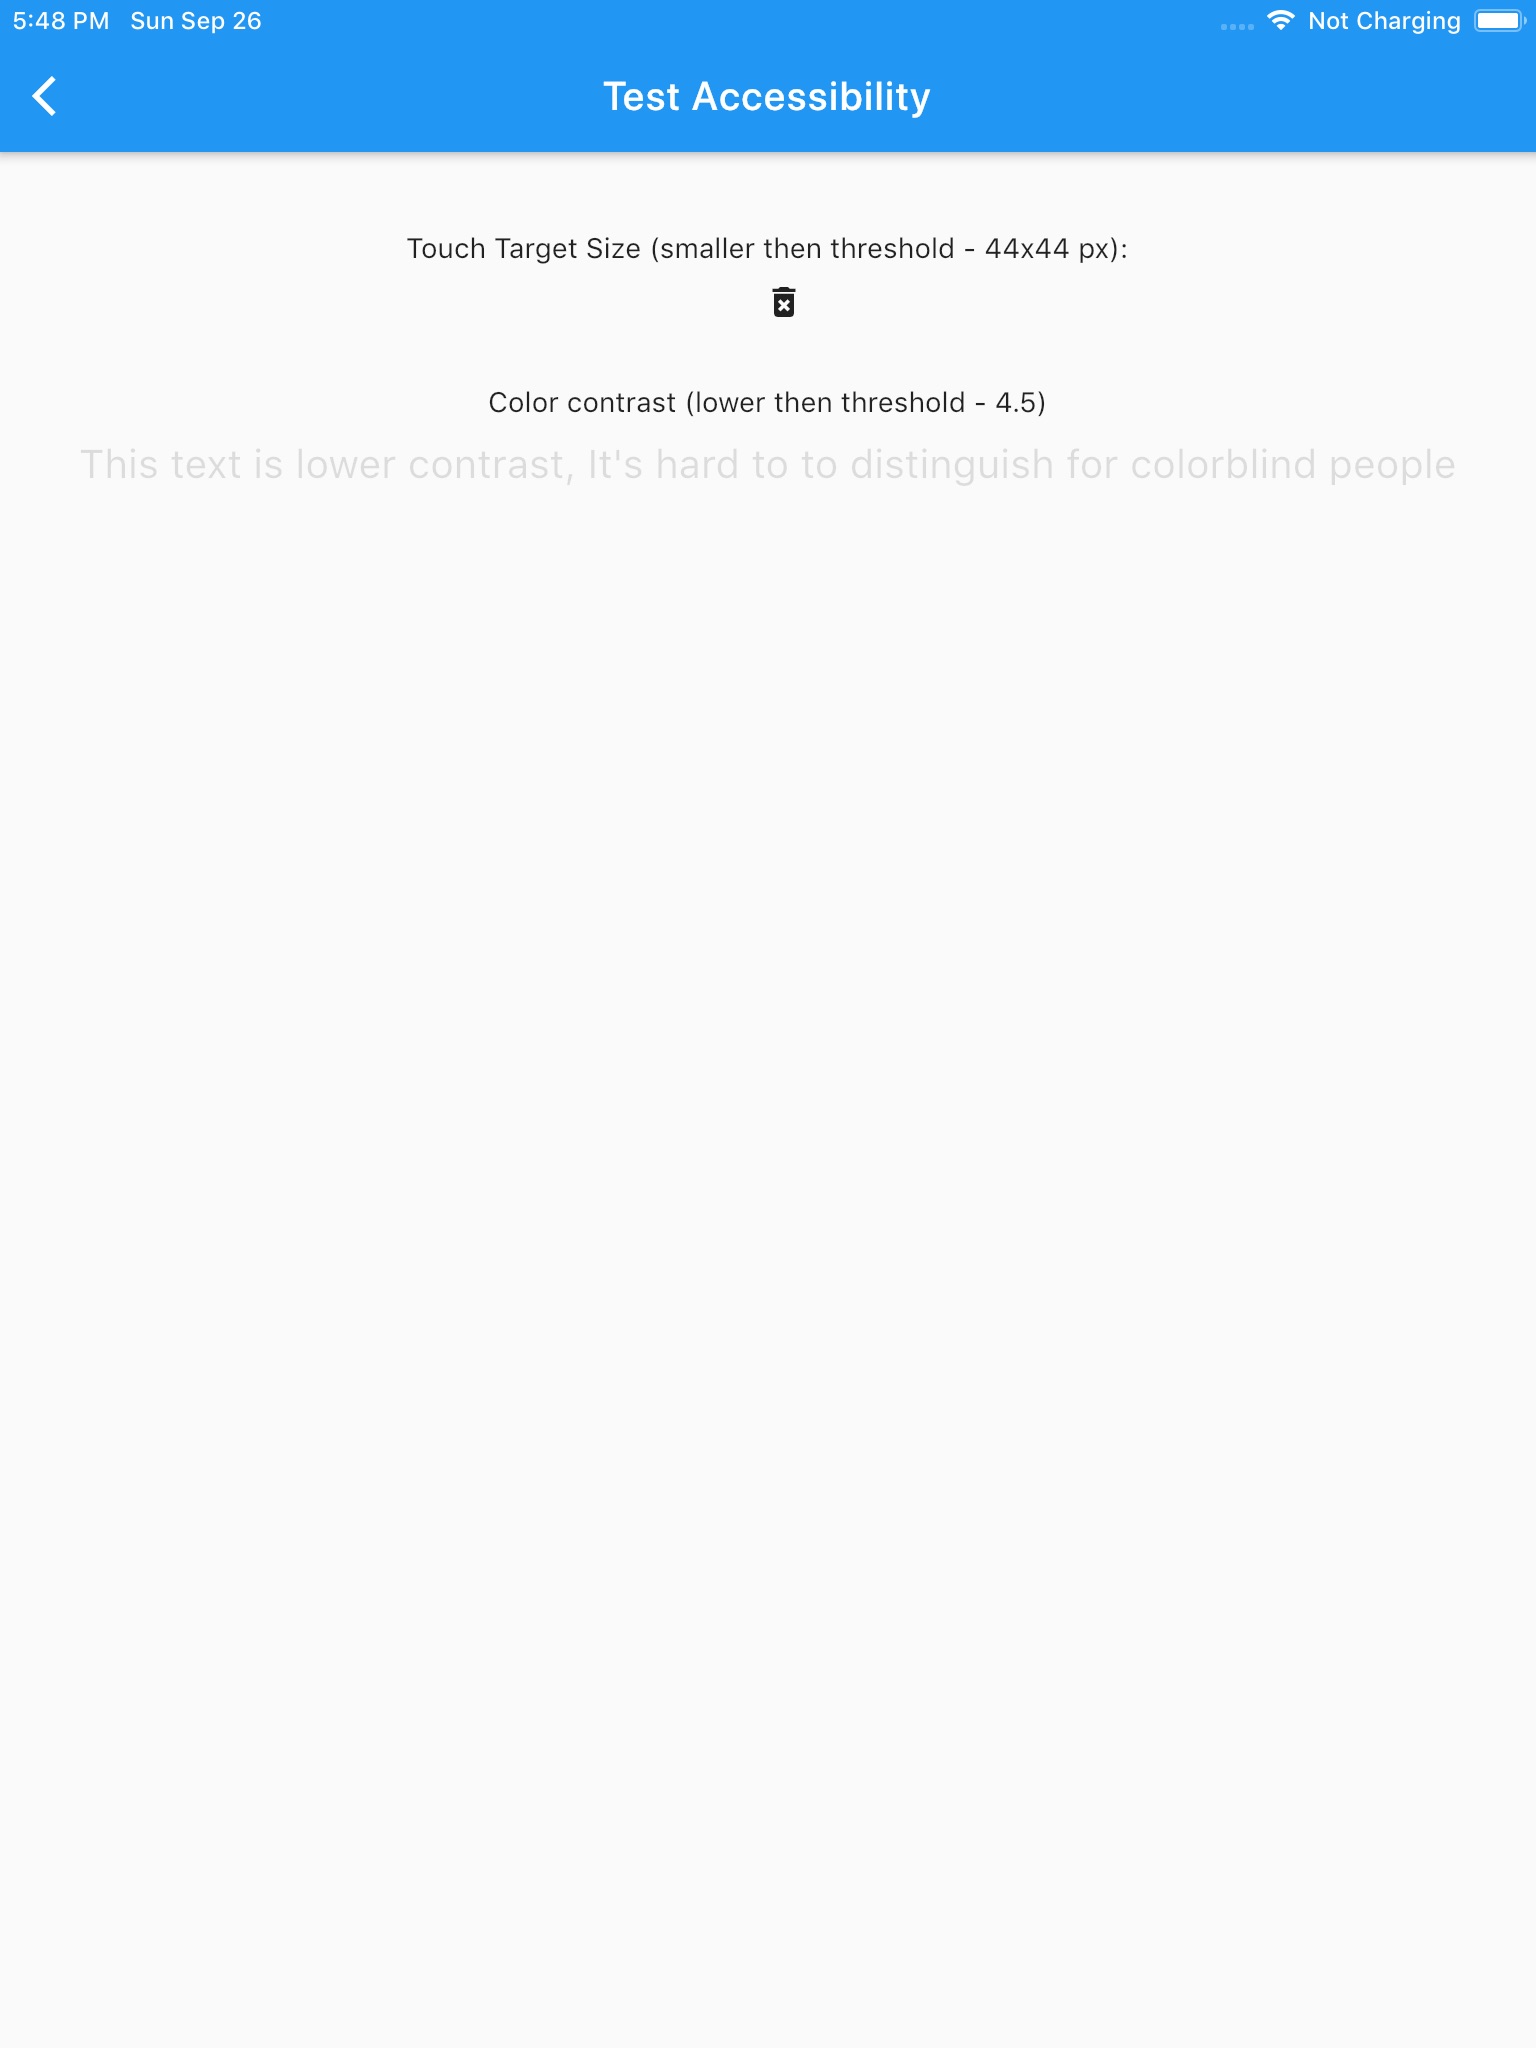 5:48 PM Sun Sep 26 Not Charging
Test Accessibility
Touch Target Size (smaller then threshold - 44x44 px):
Color contrast (lower then threshold - 4.5)
This text is lower contrast, It's hard to to distinguish for colorblind people